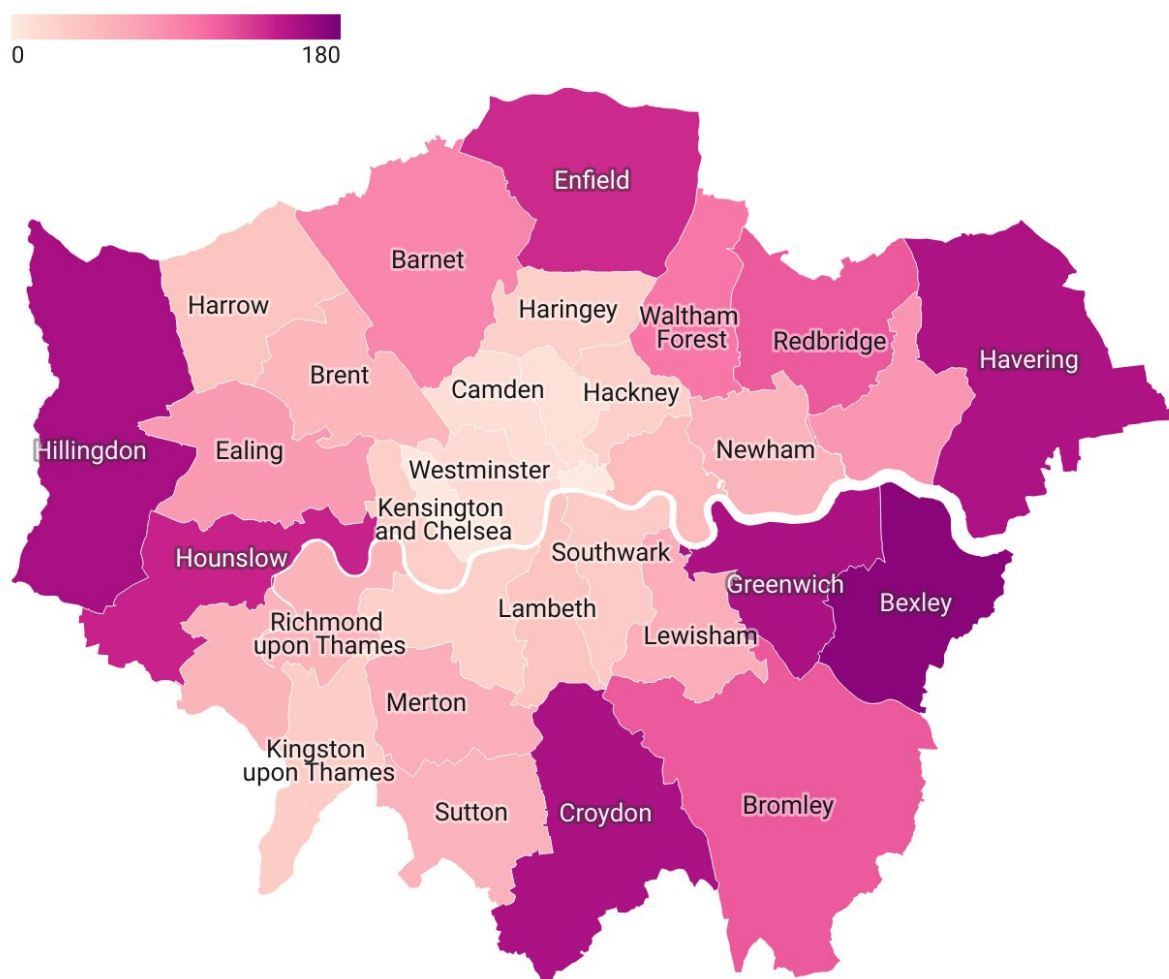 0
180
Enfield
Barnet
Harrow
Haringey
Waltham
Forest
Redbridge
Havering
Brent
Camden
Hackney
Hillingdon
Ealing
Westminster
Newham
Kensington
and Chelsea
Hounslow
Southwark
Greenwich
Bexley
Lambeth
Richmond
upon Thames
Lewisham
Merton
Kingston
upon Thames
Sutton
Croydon
Bromley